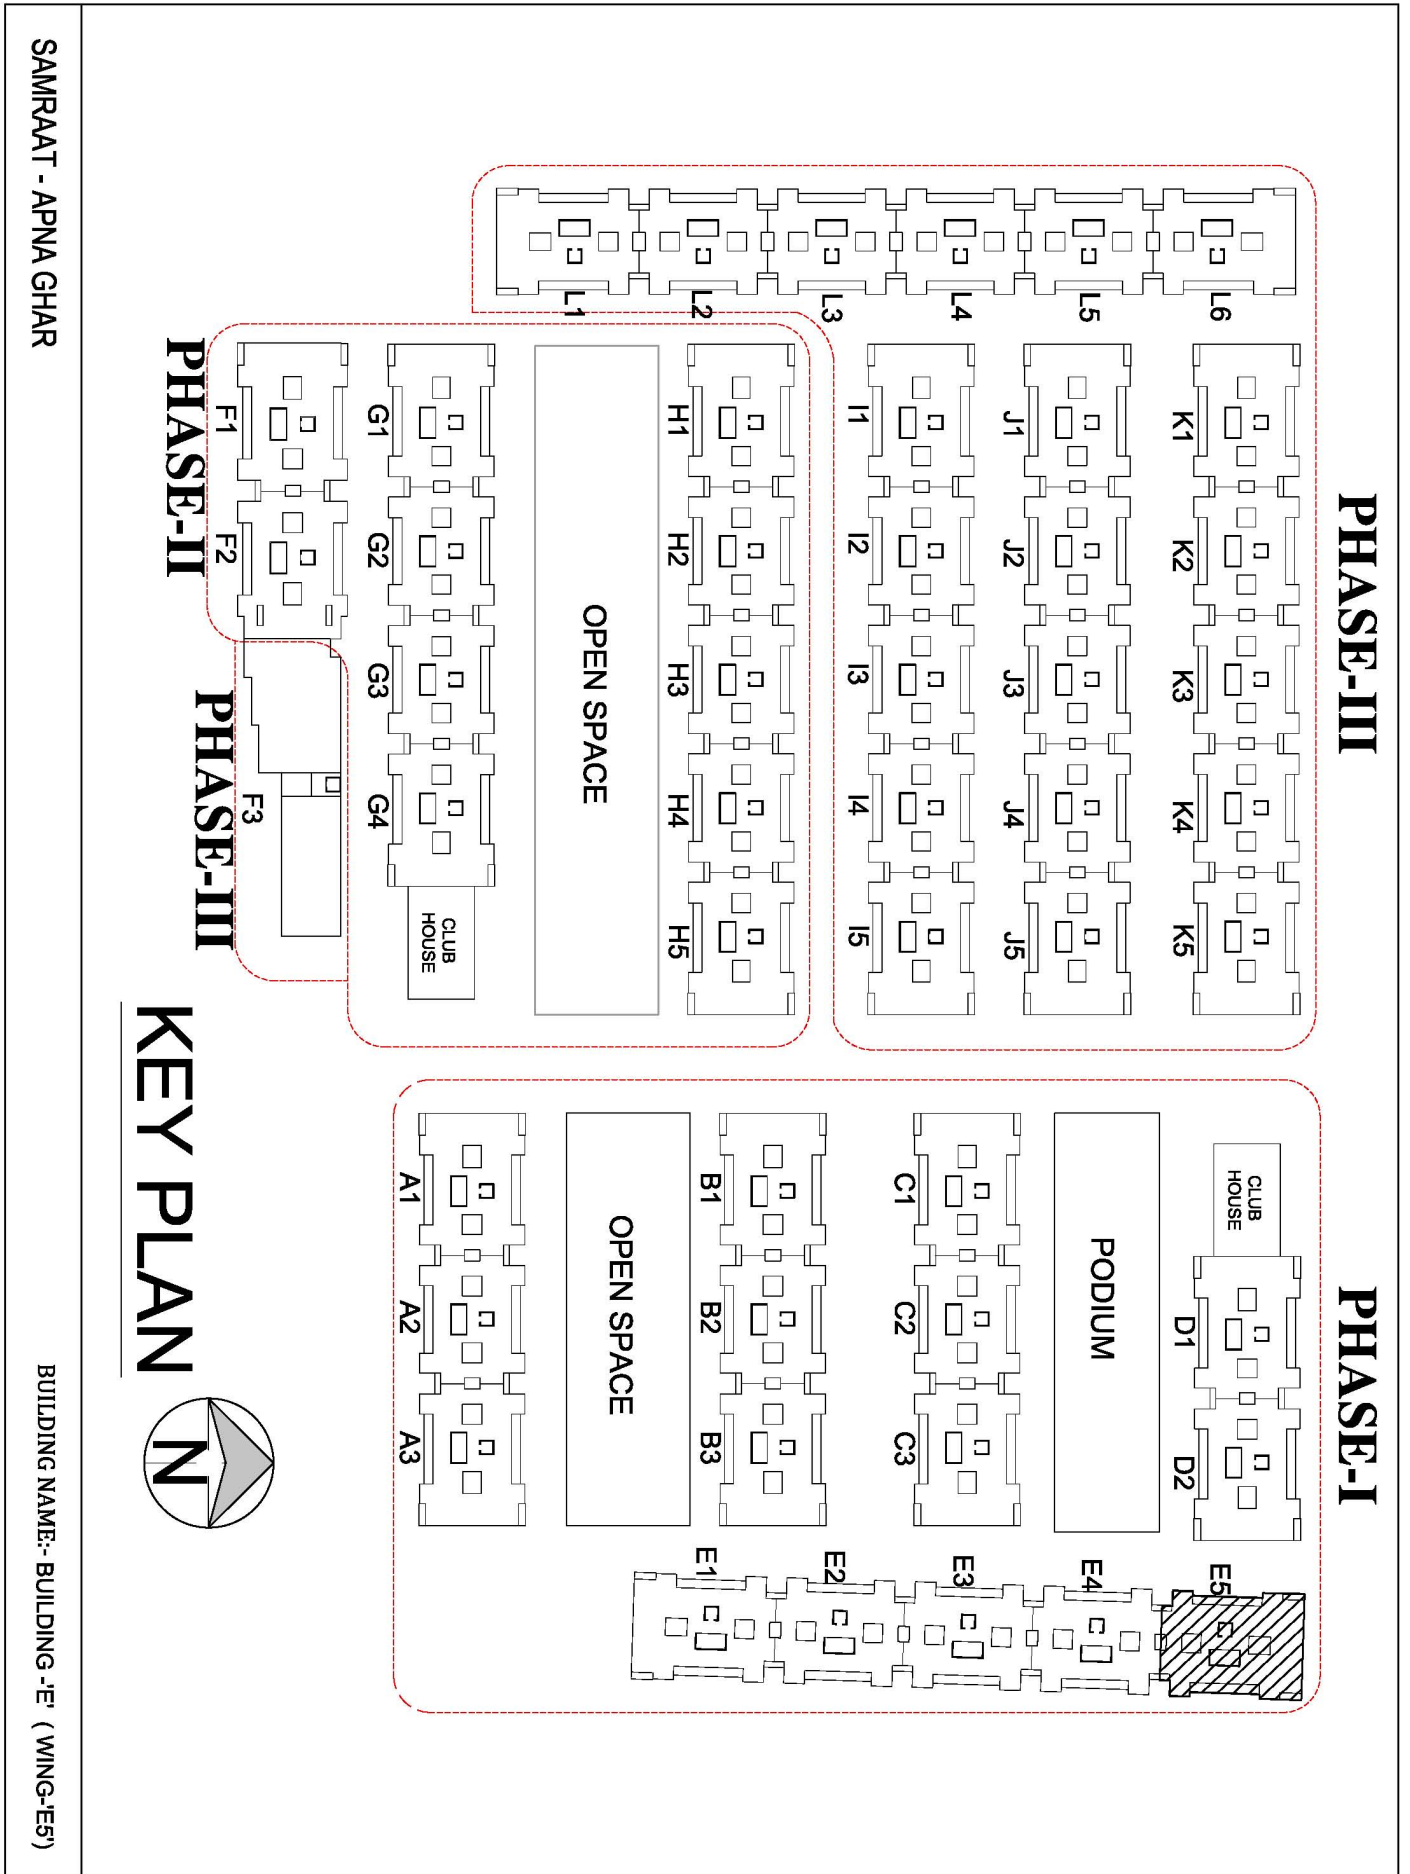 PHASE-III
PHASE-I
L6
K1
K2
K3
K4
K5
CLUB
HOUSE
D1
D2
E5
L5
J1
J2
J3
J4
J5
PODIUM
E4
L4
I1
I2
I3
I4
I5
C1
C2
C3
E3
L3
E2
L2
H1
H2
H3
H4
H5
B1
B2
B3
E1
L1
OPEN SPACE
OPEN SPACE
G1
G2
G3
G4
CLUB
HOUSE
A1
A2
A3
F1
F2
F3
PHASE-II
PHASE-III
KEY PLAN
N
SAMRAAT - APNA GHAR
BUILDING NAME:- BUILDING -'E' ( WING-'E5')